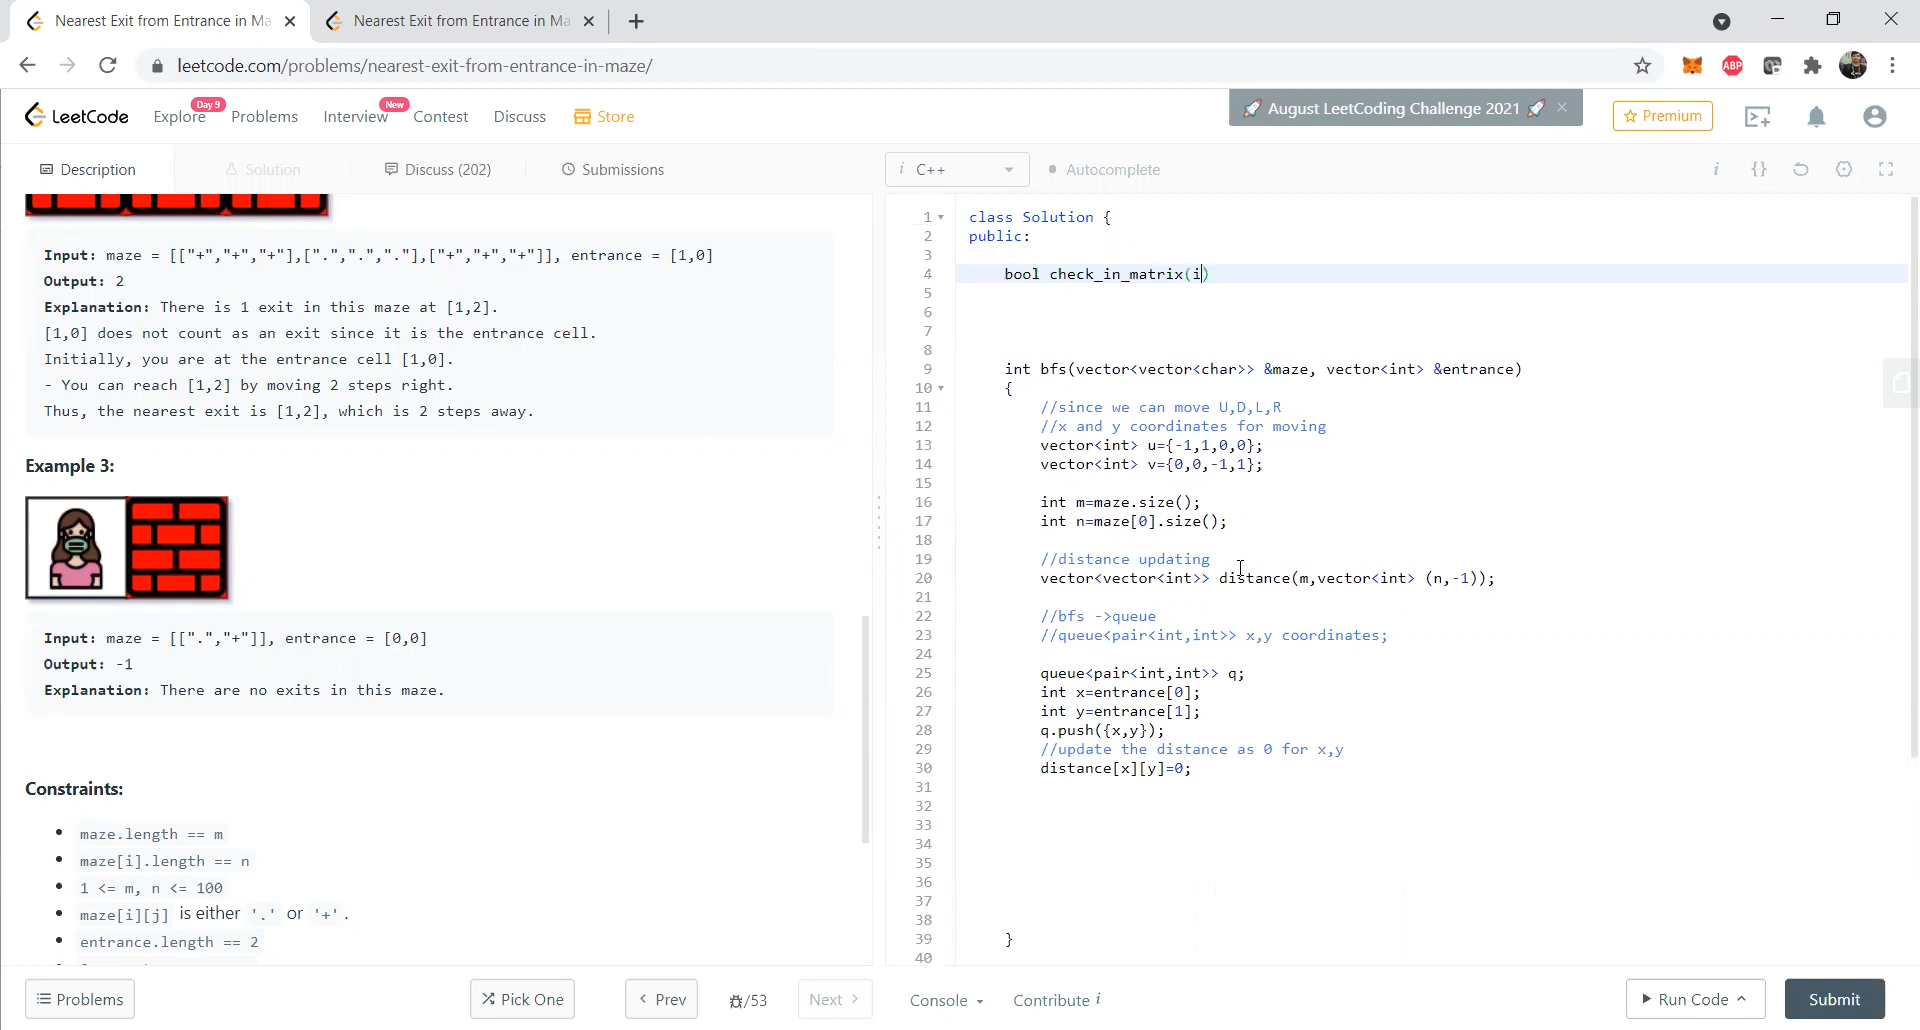 Nearest Exit from Entrance in Ma
Nearest Exit from Entrance in Ma
leetcode.com/problems/nearest-exit-from-entrance-in-maze/
ABP
LeetCode
Explore
Day 9
Problems
Interview
New
Contest
Discuss
Store
August LeetCoding Challenge 2021
Premium
Description
Solution
Discuss (202)
Submissions
i C++
Autocomplete
Input: maze = [["+","+","+"],[".",".","."],["+","+","+"]], entrance = [1,0]
Output: 2
Explanation: There is 1 exit in this maze at [1,2].
[1,0] does not count as an exit since it is the entrance cell.
Initially, you are at the entrance cell [1,0].
- You can reach [1,2] by moving 2 steps right.
Thus, the nearest exit is [1,2], which is 2 steps away.
Example 3:
Input: maze = [[".","+"]], entrance = [0,0]
Output: -1
Explanation: There are no exits in this maze.
Constraints:
maze.length == m
maze[i].length == n
1 <= m, n <= 100
maze[i][j] is either '.' or '+'.
entrance.length == 2
1 class Solution {
2 public:
3
4 bool check_in_matrix(i)
5
6
7
8
9 int bfs(vector<vector<char>> &maze, vector<int> &entrance)
10 {
11 //since we can move U,D,L,R
12 //x and y coordinates for moving
13 vector<int> u={-1,1,0,0};
14 vector<int> v={0,0,-1,1};
15
16 int m=maze.size();
17 int n=maze[0].size();
18
19 //distance updating
20 vector<vector<int>> distance(m,vector<int> (n,-1));
21
22 //bfs ->queue
23 //queue<pair<int,int>> x,y coordinates;
24
25 queue<pair<int,int>> q;
26 int x=entrance[0];
27 int y=entrance[1];
28 q.push({x,y});
29 //update the distance as 0 for x,y
30 distance[x][y]=0;
31
32
33
34
35
36
37
38
39 }
40
Problems
Pick One
Prev
/53
Next
Console
Contribute i
Run Code
Submit